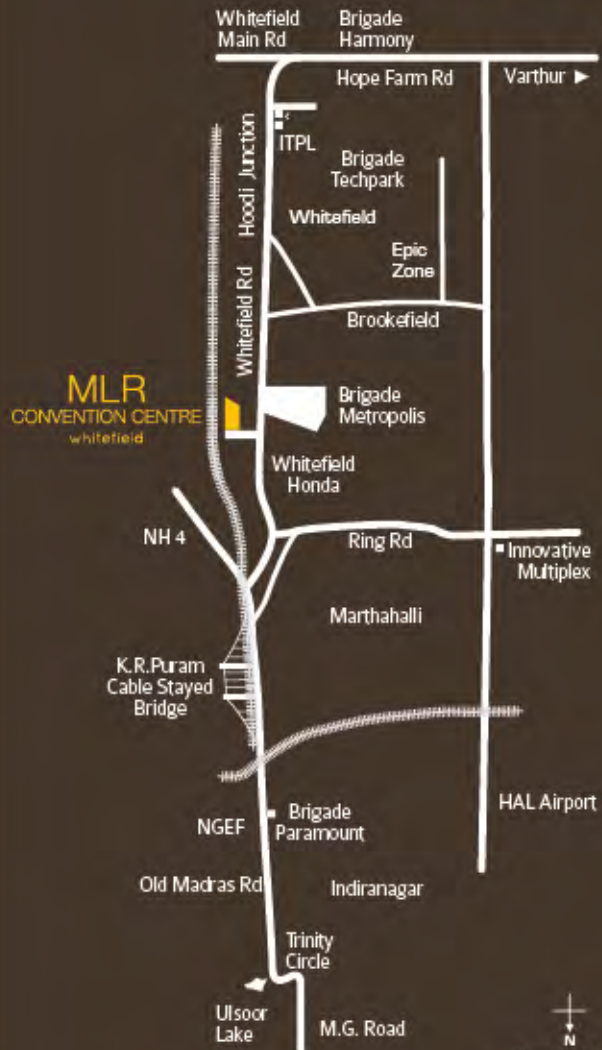 Whitefield
Main Rd
Brigade
Harmony
Hope Farm Rd
Varthur
ITPL
Hoodi Junction
Brigade
Techpark
Whitefield
Epic
Zone
Whitefield Rd
Brookefield
MLR
CONVENTION CENTRE
whitefield
Brigade
Metropolis
Whitefield
Honda
NH 4
Ring Rd
Innovative
Multiplex
Marthahalli
K.R.Puram
Cable Stayed
Bridge
HAL Airport
NGEF
Brigade
Paramount
Old Madras Rd
Indiranagar
Trinity
Circle
Ulsoor
Lake
M.G. Road
N